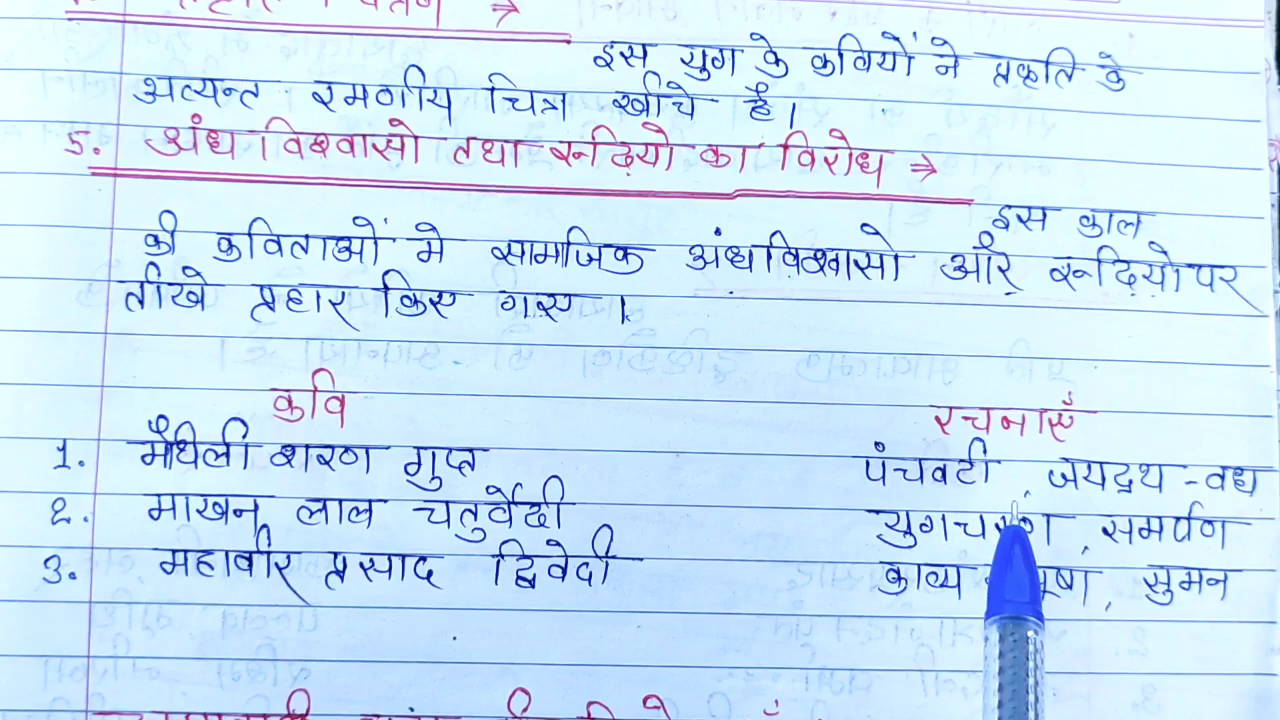 इस युग के कवियों ने प्रकृति के
अत्यन्त रमणीय चित्र खींचे है।
5. अंध विश्वासो तथा रूढ़ियो का विरोध →
इस काल
की कविताओं मे सामाजिक अंधविश्वासो और रूढ़ियो पर
तीखे प्रहार किए गए।
कवि रचनाएँ
1. मैथिली शरण गुप्त पंचवटी, जयद्रथ-वध
2. माखन लाल चतुर्वेदी युगचरण, समर्पण
3. महावीर प्रसाद द्विवेदी काव्य सुमन